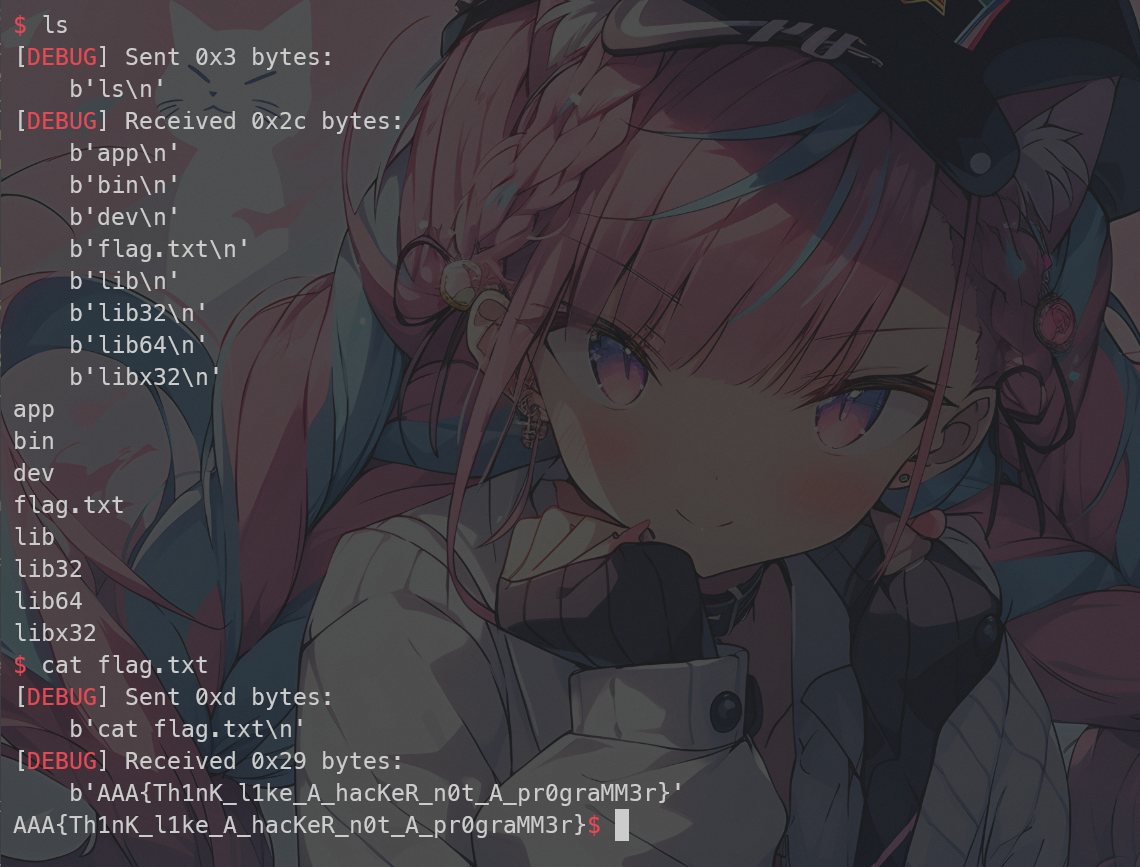 $ ls
[DEBUG] Sent 0x3 bytes:
    b'ls\n'
[DEBUG] Received 0x2c bytes:
    b'app\n'
    b'bin\n'
    b'dev\n'
    b'flag.txt\n'
    b'lib\n'
    b'lib32\n'
    b'lib64\n'
    b'libx32\n'
app
bin
dev
flag.txt
lib
lib32
lib64
libx32
$ cat flag.txt
[DEBUG] Sent 0xd bytes:
    b'cat flag.txt\n'
[DEBUG] Received 0x29 bytes:
    b'AAA{Th1nK_l1ke_A_hacKeR_n0t_A_pr0graMM3r}'
AAA{Th1nK_l1ke_A_hacKeR_n0t_A_pr0graMM3r}$